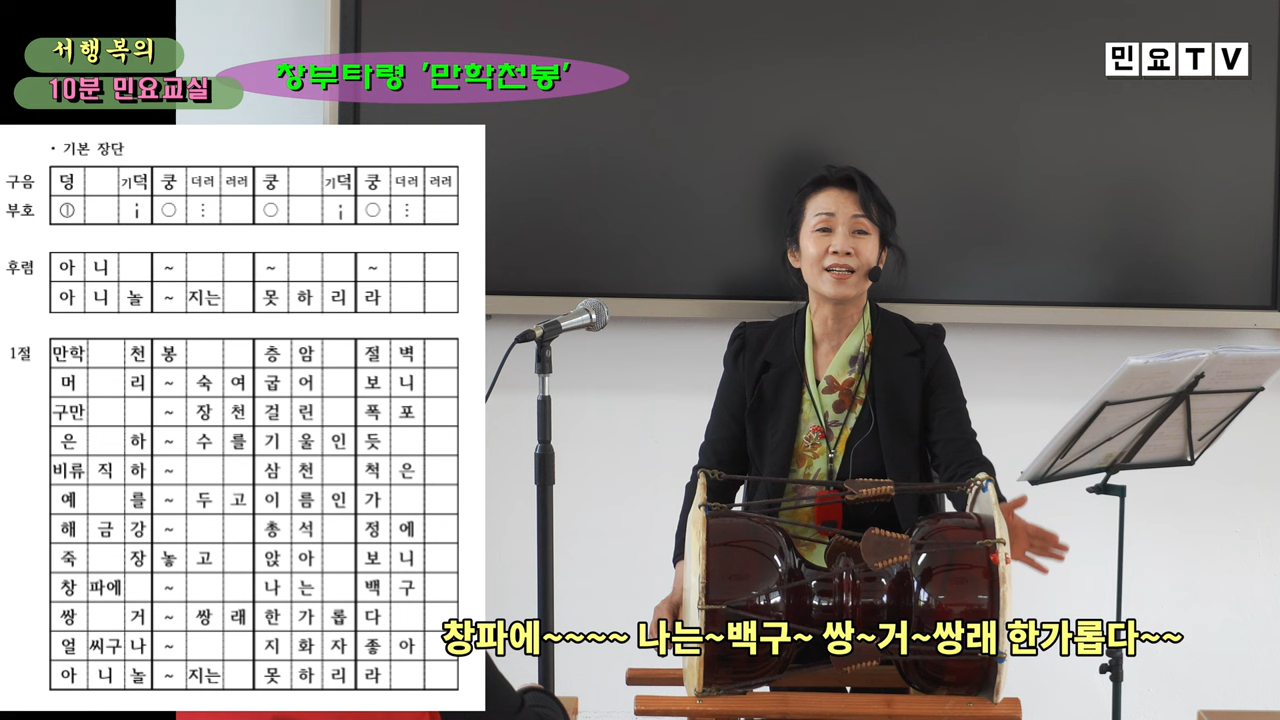 서행복의
10분 민요교실
창부타령 '만학천봉'
민요TV
• 기본 장단
구음 덩 기덕 쿵 더러 러러 쿵 기덕 쿵 더러 러러
부호 ⦶ ¡ ○ ⋮ ○ ¡ ○ ⋮
후렴 아 니 ~ ~ ~
아 니 놀 ~ 지는 못 하 리 라
1절 만학 천 봉 층 암 절 벽
머 리 ~ 숙 여 굽 어 보 니
구만 ~ 장 천 걸 린 폭 포
은 하 ~ 수 를 기 울 인 듯
비류 직 하 ~ 삼 천 척 은
예 를 ~ 두 고 이 름 인 가
해 금 강 ~ 총 석 정 에
죽 장 놓 고 앉 아 보 니
창 파에 ~ 나 는 백 구
쌍 거 ~ 쌍 래 한 가 롭 다
얼 씨구 나 ~ 지 화 자 좋 아
아 니 놀 ~ 지는 못 하 리 라
창파에~~~~ 나는~백구~ 쌍~거~쌍래 한가롭다~~